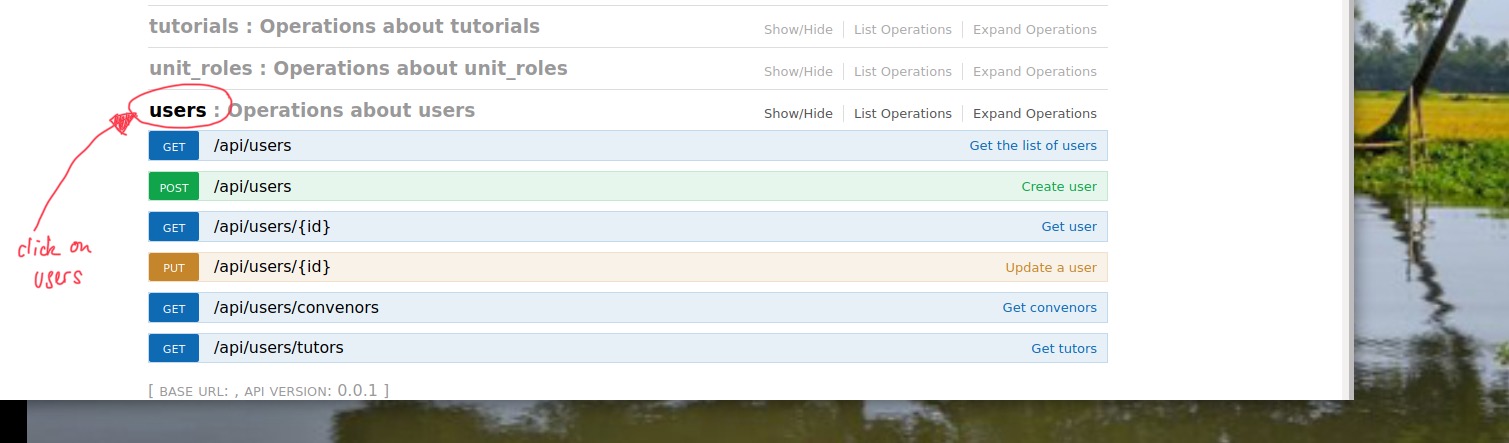 tutorials : Operations about tutorials Show/Hide List Operations Expand Operations
unit_roles : Operations about unit_roles Show/Hide List Operations Expand Operations
users : Operations about users Show/Hide List Operations Expand Operations
GET /api/users Get the list of users
POST /api/users Create user
GET /api/users/{id} Get user
click on
users
PUT /api/users/{id} Update a user
GET /api/users/convenors Get convenors
GET /api/users/tutors Get tutors
[ BASE URL: , API VERSION: 0.0.1 ]